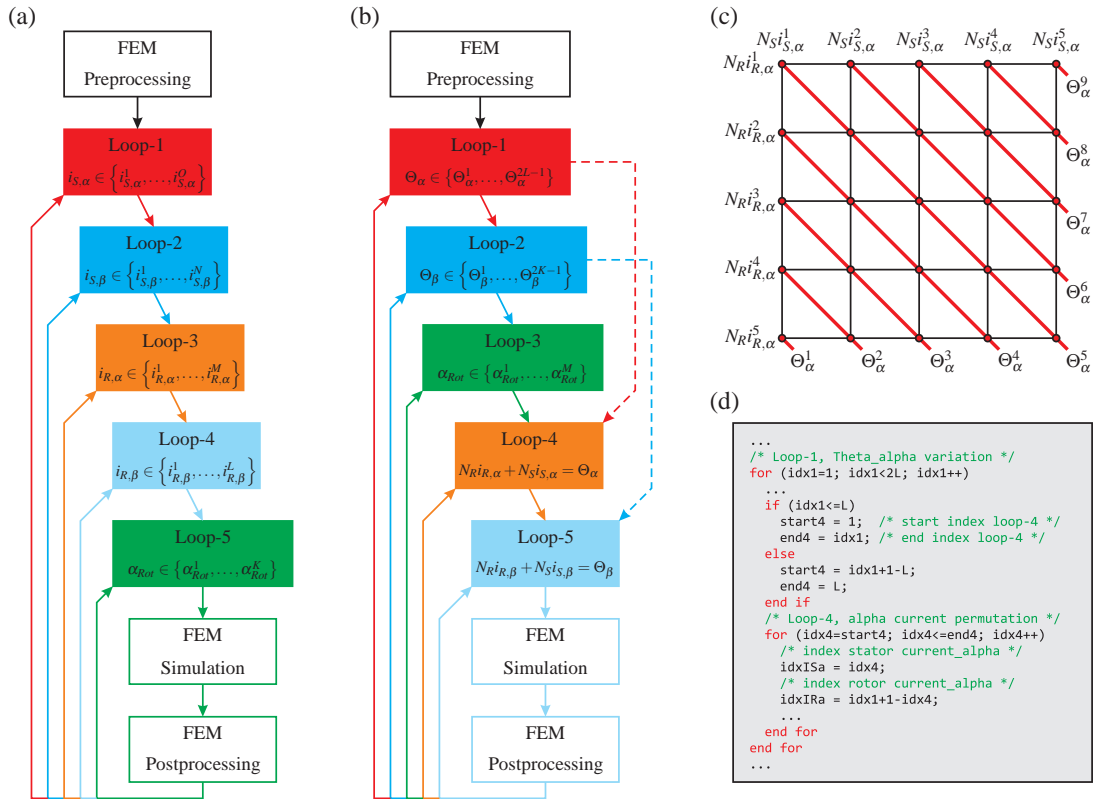 (a)
FEM
Preprocessing
Loop-1
i_{S,α} ∈ {i^1_{S,α},…,i^O_{S,α}}
Loop-2
i_{S,β} ∈ {i^1_{S,β},…,i^N_{S,β}}
Loop-3
i_{R,α} ∈ {i^1_{R,α},…,i^M_{R,α}}
Loop-4
i_{R,β} ∈ {i^1_{R,β},…,i^L_{R,β}}
Loop-5
α_{Rot} ∈ {α^1_{Rot},…,α^K_{Rot}}
FEM
Simulation
FEM
Postprocessing
(b)
FEM
Preprocessing
Loop-1
Θ_α ∈ {Θ^1_α,…,Θ^{2L−1}_α}
Loop-2
Θ_β ∈ {Θ^1_β,…,Θ^{2K−1}_β}
Loop-3
α_{Rot} ∈ {α^1_{Rot},…,α^M_{Rot}}
Loop-4
N_R i_{R,α} + N_S i_{S,α} = Θ_α
Loop-5
N_R i_{R,β} + N_S i_{S,β} = Θ_β
FEM
Simulation
FEM
Postprocessing
(c)
N_S i^1_{S,α} N_S i^2_{S,α} N_S i^3_{S,α} N_S i^4_{S,α} N_S i^5_{S,α}
N_R i^1_{R,α}
Θ^9_α
N_R i^2_{R,α}
Θ^8_α
N_R i^3_{R,α}
Θ^7_α
N_R i^4_{R,α}
Θ^6_α
N_R i^5_{R,α}
Θ^1_α Θ^2_α Θ^3_α Θ^4_α Θ^5_α
(d)
...
/* Loop-1, Theta_alpha variation */
for (idx1=1; idx1<2L; idx1++)
...
if (idx1<=L)
start4 = 1; /* start index loop-4 */
end4 = idx1; /* end index loop-4 */
else
start4 = idx1+1-L;
end4 = L;
end if
/* Loop-4, alpha current permutation */
for (idx4=start4; idx4<=end4; idx4++)
/* index stator current_alpha */
idxISa = idx4;
/* index rotor current_alpha */
idxIRa = idx1+1-idx4;
...
end for
end for
...